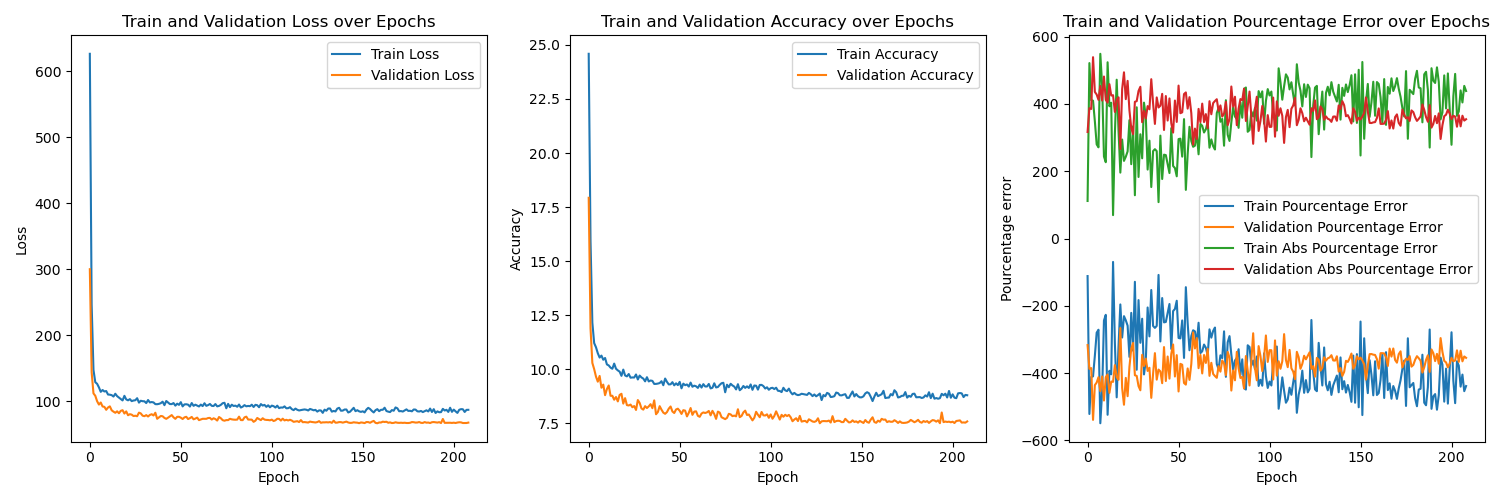 Train and Validation Loss over Epochs
Loss
600
500
400
300
200
100
0
50
100
150
200
Epoch
Train Loss
Validation Loss
Train and Validation Accuracy over Epochs
Accuracy
25.0
22.5
20.0
17.5
15.0
12.5
10.0
7.5
0
50
100
150
200
Epoch
Train Accuracy
Validation Accuracy
Train and Validation Pourcentage Error over Epochs
Pourcentage error
600
400
200
0
−200
−400
−600
0
50
100
150
200
Epoch
Train Pourcentage Error
Validation Pourcentage Error
Train Abs Pourcentage Error
Validation Abs Pourcentage Error